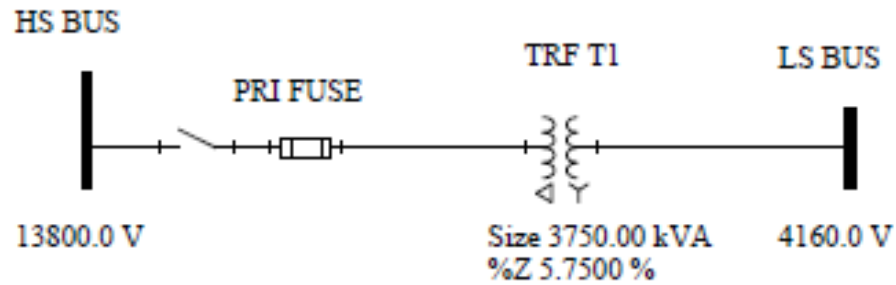 HS BUS
TRF T1
LS BUS
PRI FUSE
13800.0 V
Size 3750.00 kVA
4160.0 V
%Z 5.7500 %